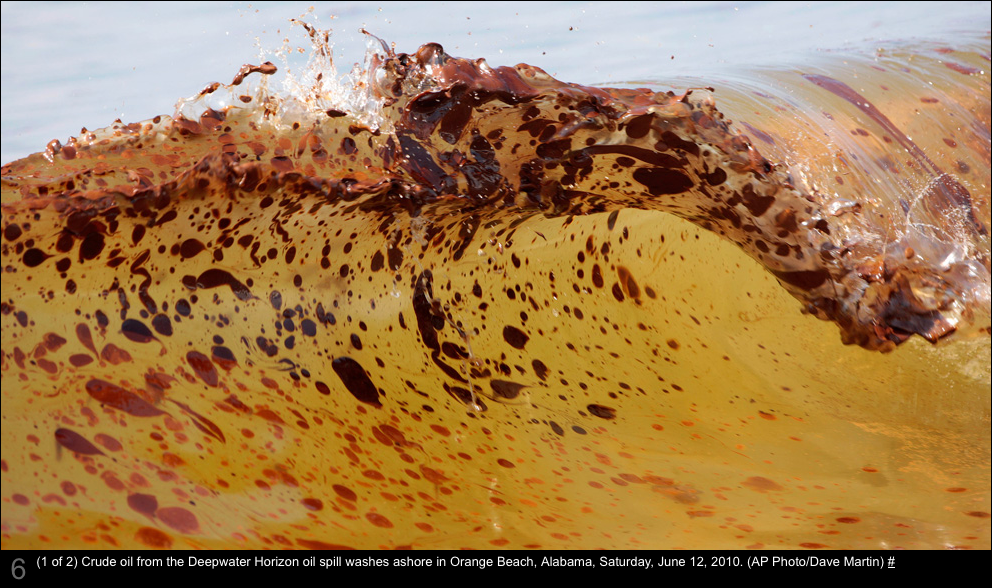 6 (1 of 2) Crude oil from the Deepwater Horizon oil spill washes ashore in Orange Beach, Alabama, Saturday, June 12, 2010. (AP Photo/Dave Martin) #